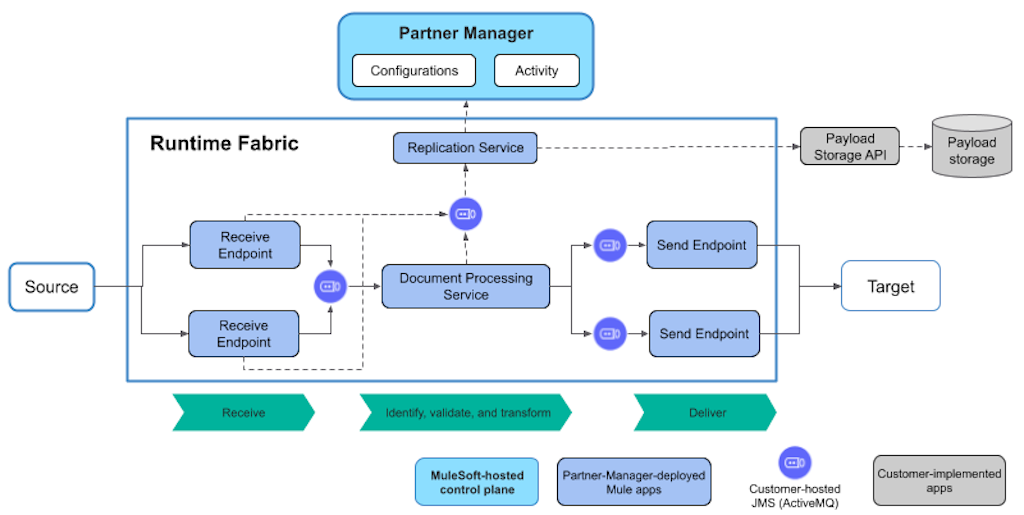 Partner Manager
Configurations
Activity
Runtime Fabric
Replication Service
Payload
Storage API
Payload
storage
Receive
Endpoint
Send Endpoint
Source
Document Processing
Service
Target
Receive
Endpoint
Send Endpoint
Receive
Identify, validate, and transform
Deliver
MuleSoft-hosted
control plane
Partner-Manager-deployed
Mule apps
Customer-hosted
JMS (ActiveMQ)
Customer-implemented
apps